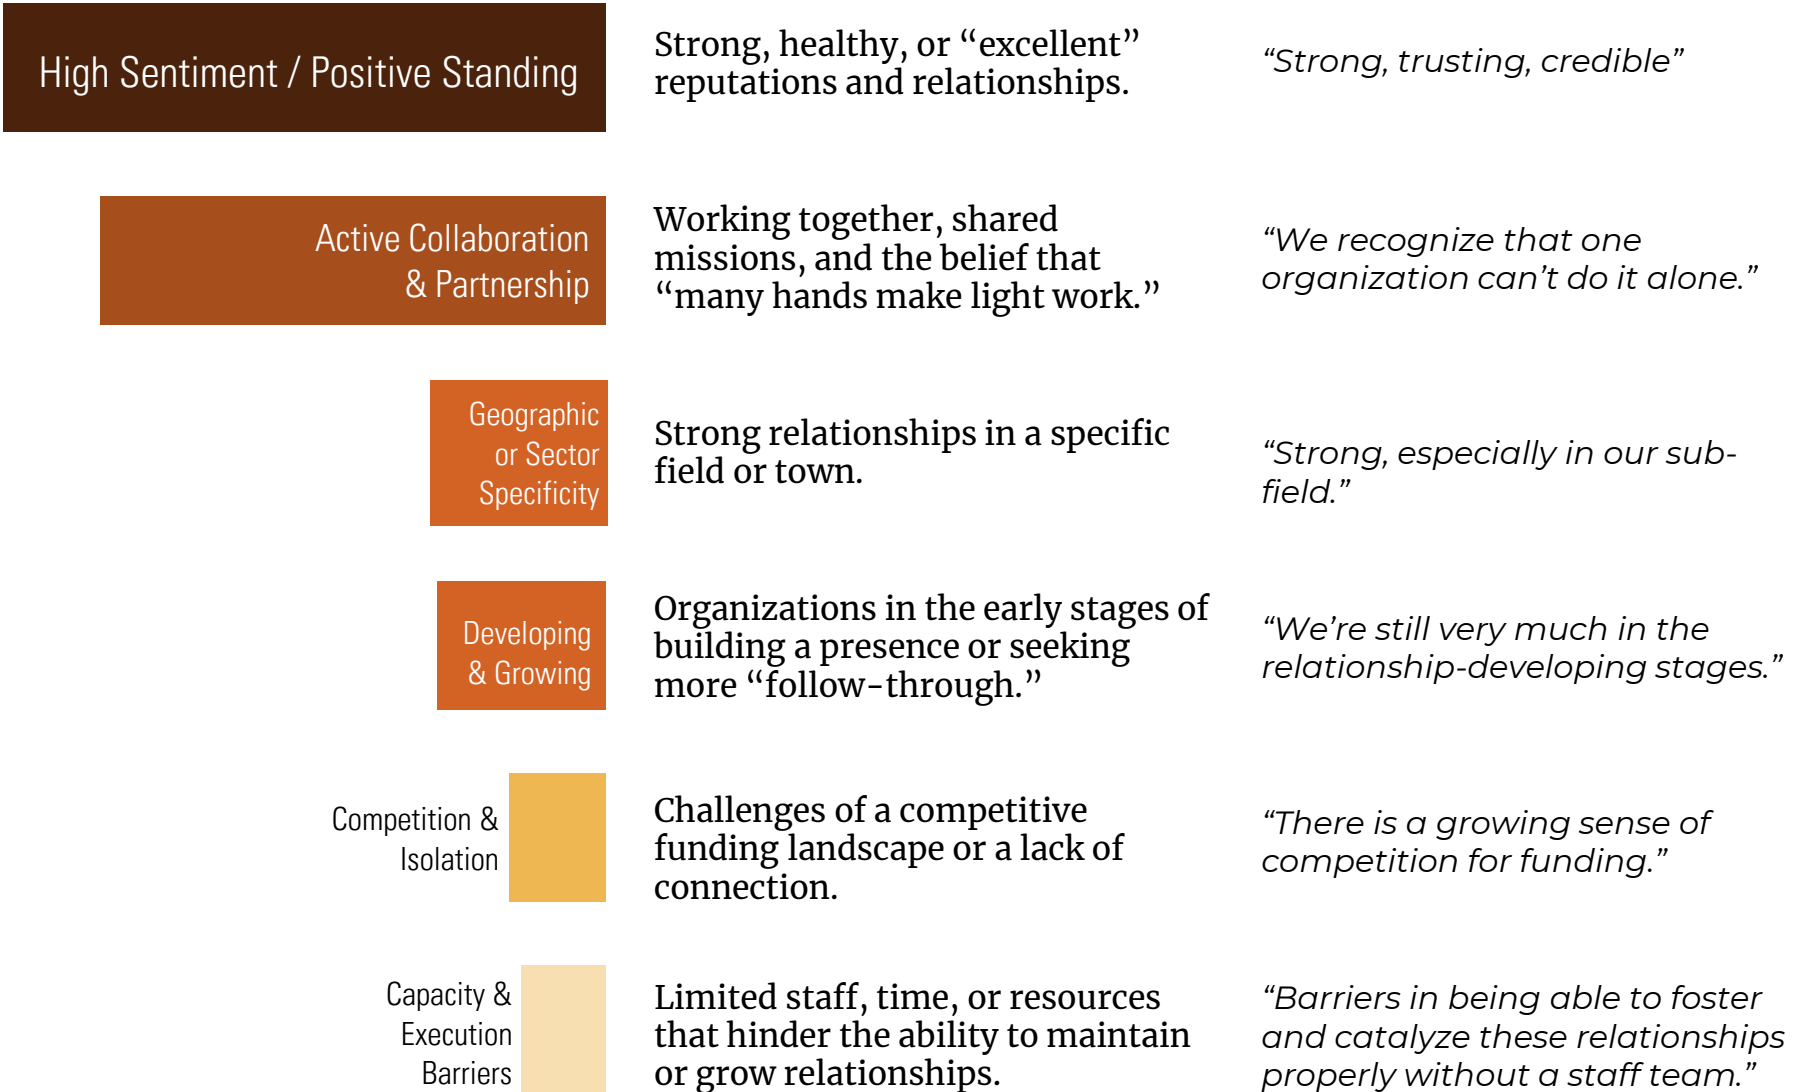 High Sentiment / Positive Standing
Strong, healthy, or “excellent”
reputations and relationships.
“Strong, trusting, credible”
Active Collaboration
& Partnership
Working together, shared
missions, and the belief that
“many hands make light work.”
“We recognize that one
organization can’t do it alone.”
Geographic
or Sector
Specificity
Strong relationships in a specific
field or town.
“Strong, especially in our sub-
field.”
Developing
& Growing
Organizations in the early stages of
building a presence or seeking
more “follow-through.”
“We’re still very much in the
relationship-developing stages.”
Competition &
Isolation
Challenges of a competitive
funding landscape or a lack of
connection.
“There is a growing sense of
competition for funding.”
Capacity &
Execution
Barriers
Limited staff, time, or resources
that hinder the ability to maintain
or grow relationships.
“Barriers in being able to foster
and catalyze these relationships
properly without a staff team.”